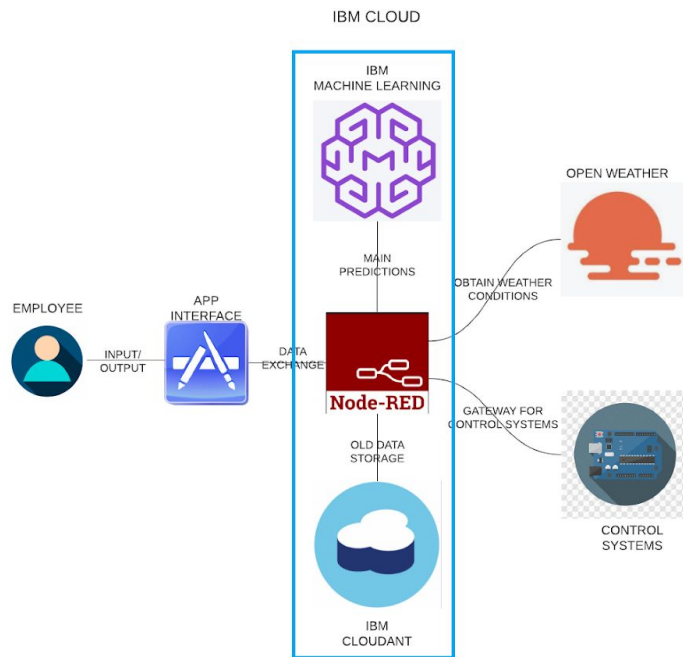 IBM CLOUD
IBM
MACHINE LEARNING
OPEN WEATHER
MAIN
PREDICTIONS
OBTAIN WEATHER
CONDITIONS
EMPLOYEE
APP
INTERFACE
INPUT/
OUTPUT
DATA
EXCHANGE
Node-RED
GATEWAY FOR
CONTROL SYSTEMS
OLD DATA
STORAGE
CONTROL
SYSTEMS
IBM
CLOUDANT